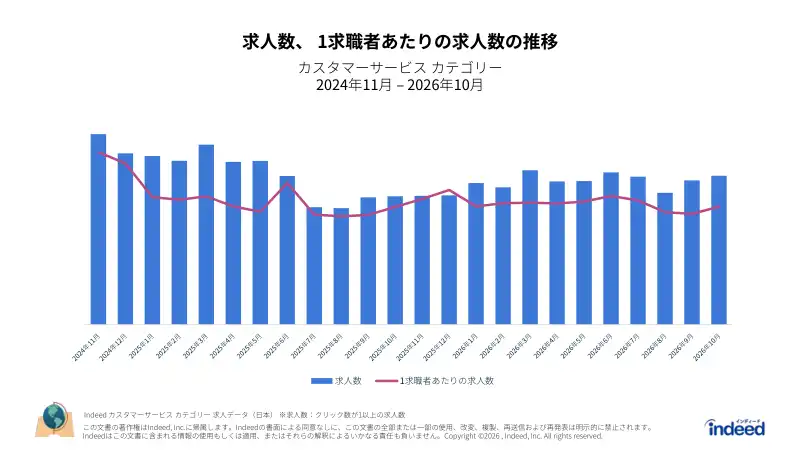 求人数、 1求職者あたりの求人数の推移
カスタマーサービス カテゴリー
2024年11月 – 2026年10月
2024年11月
2024年12月
2025年1月
2025年2月
2025年3月
2025年4月
2025年5月
2025年6月
2025年7月
2025年8月
2025年9月
2025年10月
2025年11月
2025年12月
2026年1月
2026年2月
2026年3月
2026年4月
2026年5月
2026年6月
2026年7月
2026年8月
2026年9月
2026年10月
求人数 1求職者あたりの求人数
Indeed カスタマーサービス カテゴリー 求人データ（日本） ※求人数：クリック数が1以上の求人数
この文書の著作権はIndeed, Inc.に帰属します。Indeedの書面による同意なしに、この文書の全部または一部の使用、改変、複製、再送信および再発表は明示的に禁止されます。
Indeedはこの文書に含まれる情報の使用もしくは適用、またはそれらの解釈によるいかなる責任も負いません。Copyright ©2026 , Indeed, Inc. All rights reserved.
インディード
indeed